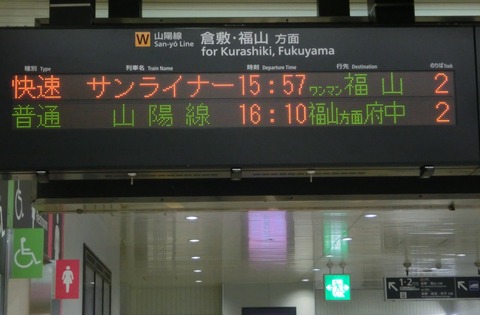 W 山陽線 倉敷・福山 方面
San-yō Line for Kurashiki, Fukuyama
種別 Type 列車名 Train Name 時刻 Departure Time 行先 Destination のりば Track
快速 サンライナー 15:57 ワンマン 福山 2
普通 山陽線 16:10 福山方面 府中 2
1・2